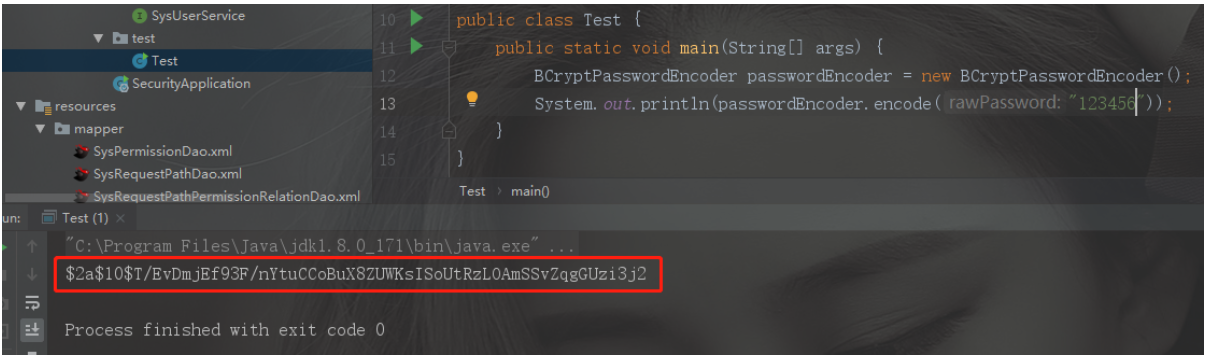 SysUserService
test
Test
SecurityApplication
resources
mapper
SysPermissionDao.xml
SysRequestPathDao.xml
SysRequestPathPermissionRelationDao.xml
10 public class Test {
11 public static void main(String[] args) {
12 BCryptPasswordEncoder passwordEncoder = new BCryptPasswordEncoder();
13 System.out.println(passwordEncoder.encode( rawPassword: "123456"));
14 }
15 }
Test › main()
un: Test (1) ×
"C:\Program Files\Java\jdk1.8.0_171\bin\java.exe" ...
$2a$10$T/EvDmjEf93F/nYtuCCoBuX8ZUWKsISoUtRzL0AmSSvZqgGUzi3j2
Process finished with exit code 0